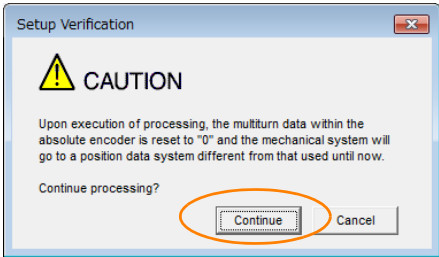 Setup Verification
CAUTION
Upon execution of processing, the multiturn data within the
absolute encoder is reset to "0" and the mechanical system will
go to a position data system different from that used until now.
Continue processing?
Continue Cancel